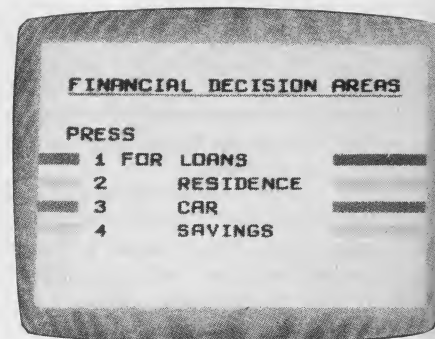 FINANCIAL DECISION AREAS
PRESS
1 FOR LOANS
2 RESIDENCE
3 CAR
4 SAVINGS